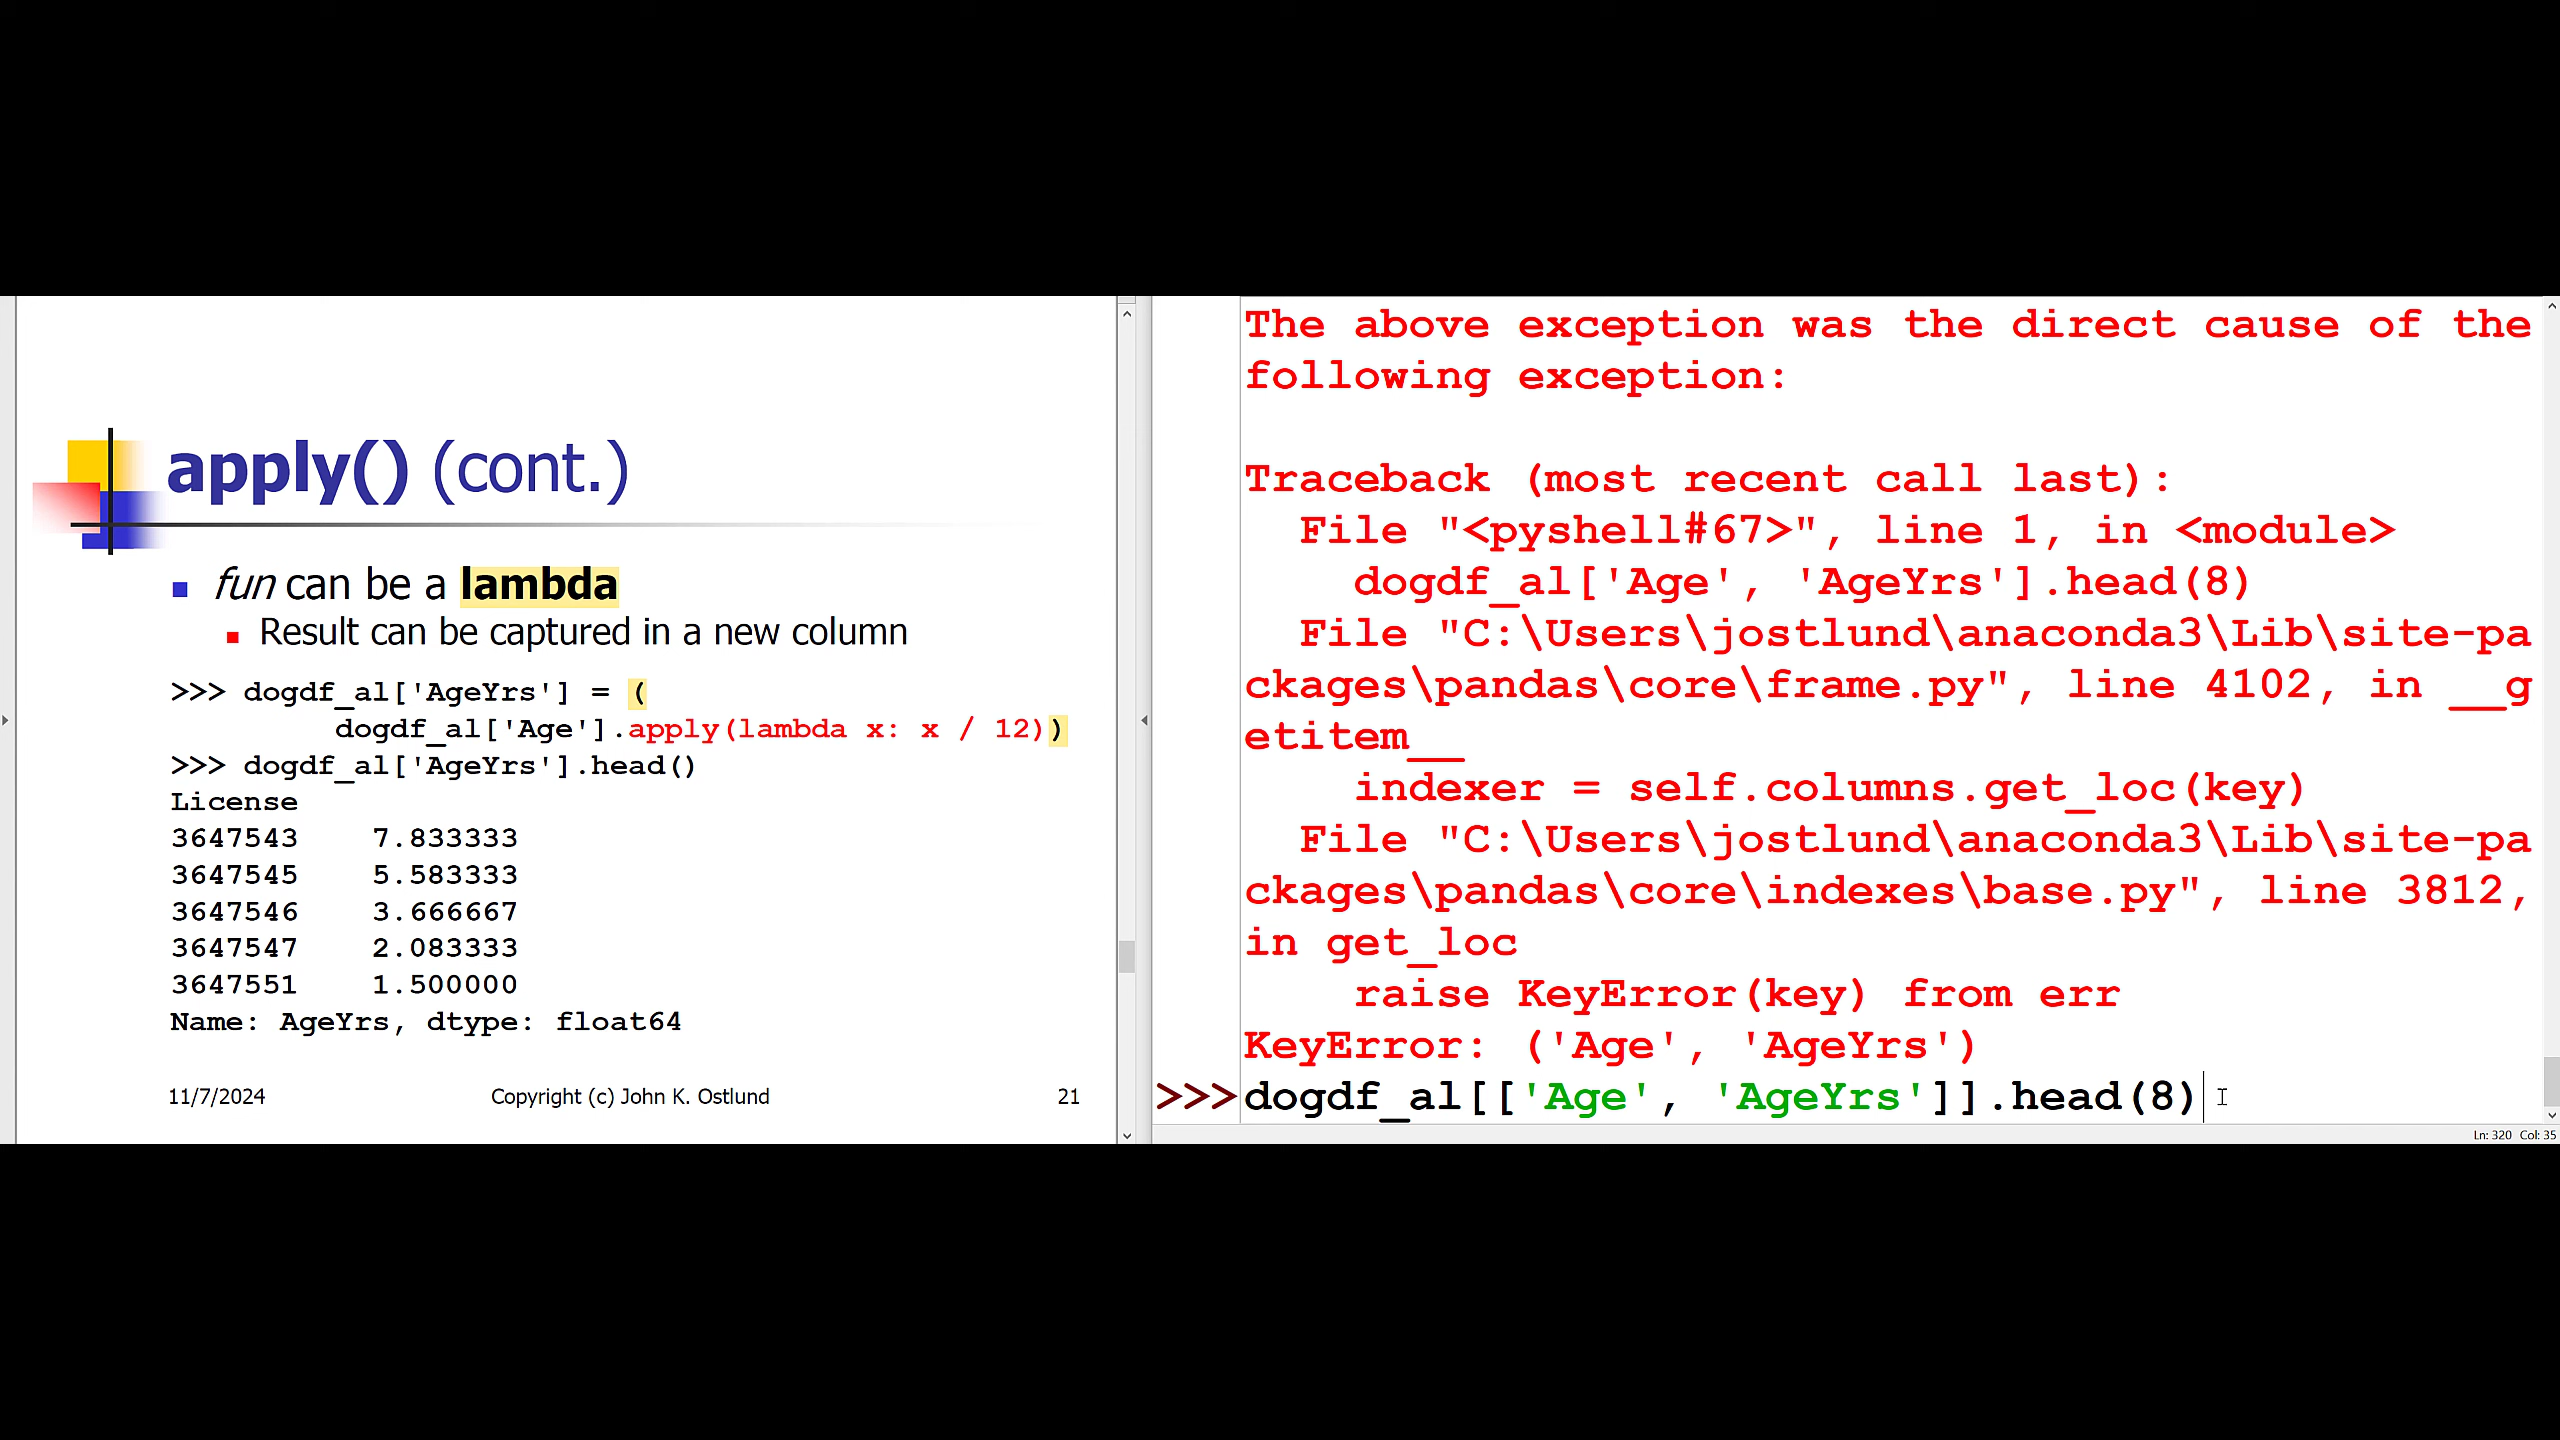 apply() (cont.)
fun can be a lambda
Result can be captured in a new column
>>> dogdf_al['AgeYrs'] = (
dogdf_al['Age'].apply(lambda x: x / 12))
>>> dogdf_al['AgeYrs'].head()
License
3647543 7.833333
3647545 5.583333
3647546 3.666667
3647547 2.083333
3647551 1.500000
Name: AgeYrs, dtype: float64
11/7/2024 Copyright (c) John K. Ostlund 21
The above exception was the direct cause of the
following exception:
Traceback (most recent call last):
File "<pyshell#67>", line 1, in <module>
dogdf_al['Age', 'AgeYrs'].head(8)
File "C:\Users\jostlund\anaconda3\Lib\site-pa
ckages\pandas\core\frame.py", line 4102, in __g
etitem__
indexer = self.columns.get_loc(key)
File "C:\Users\jostlund\anaconda3\Lib\site-pa
ckages\pandas\core\indexes\base.py", line 3812,
in get_loc
raise KeyError(key) from err
KeyError: ('Age', 'AgeYrs')
>>> dogdf_al[['Age', 'AgeYrs']].head(8)
Ln: 320 Col: 35